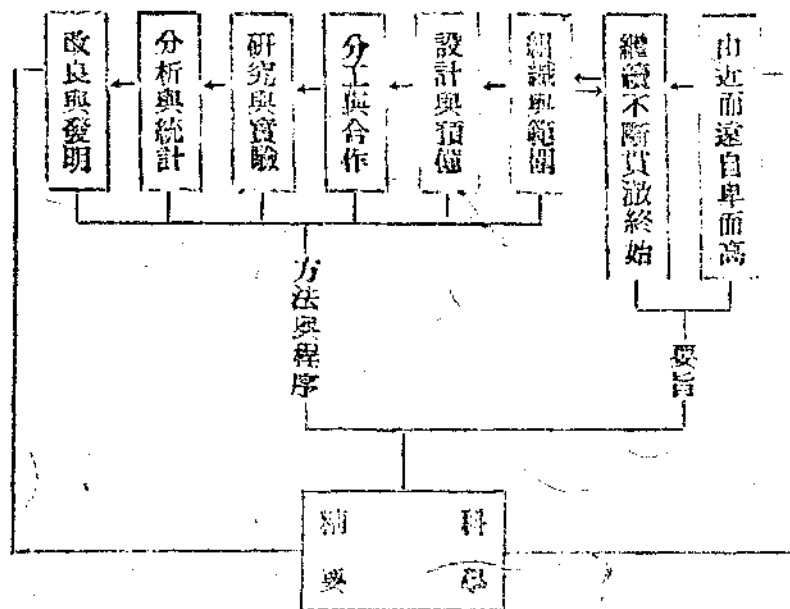 由近而遠自卑而高
繼續不斷貫澈終始
組織與範圍
設計與預備
分工與合作
研究與實驗
分析與統計
改良與發明
要旨
方法與程序
科學
精要